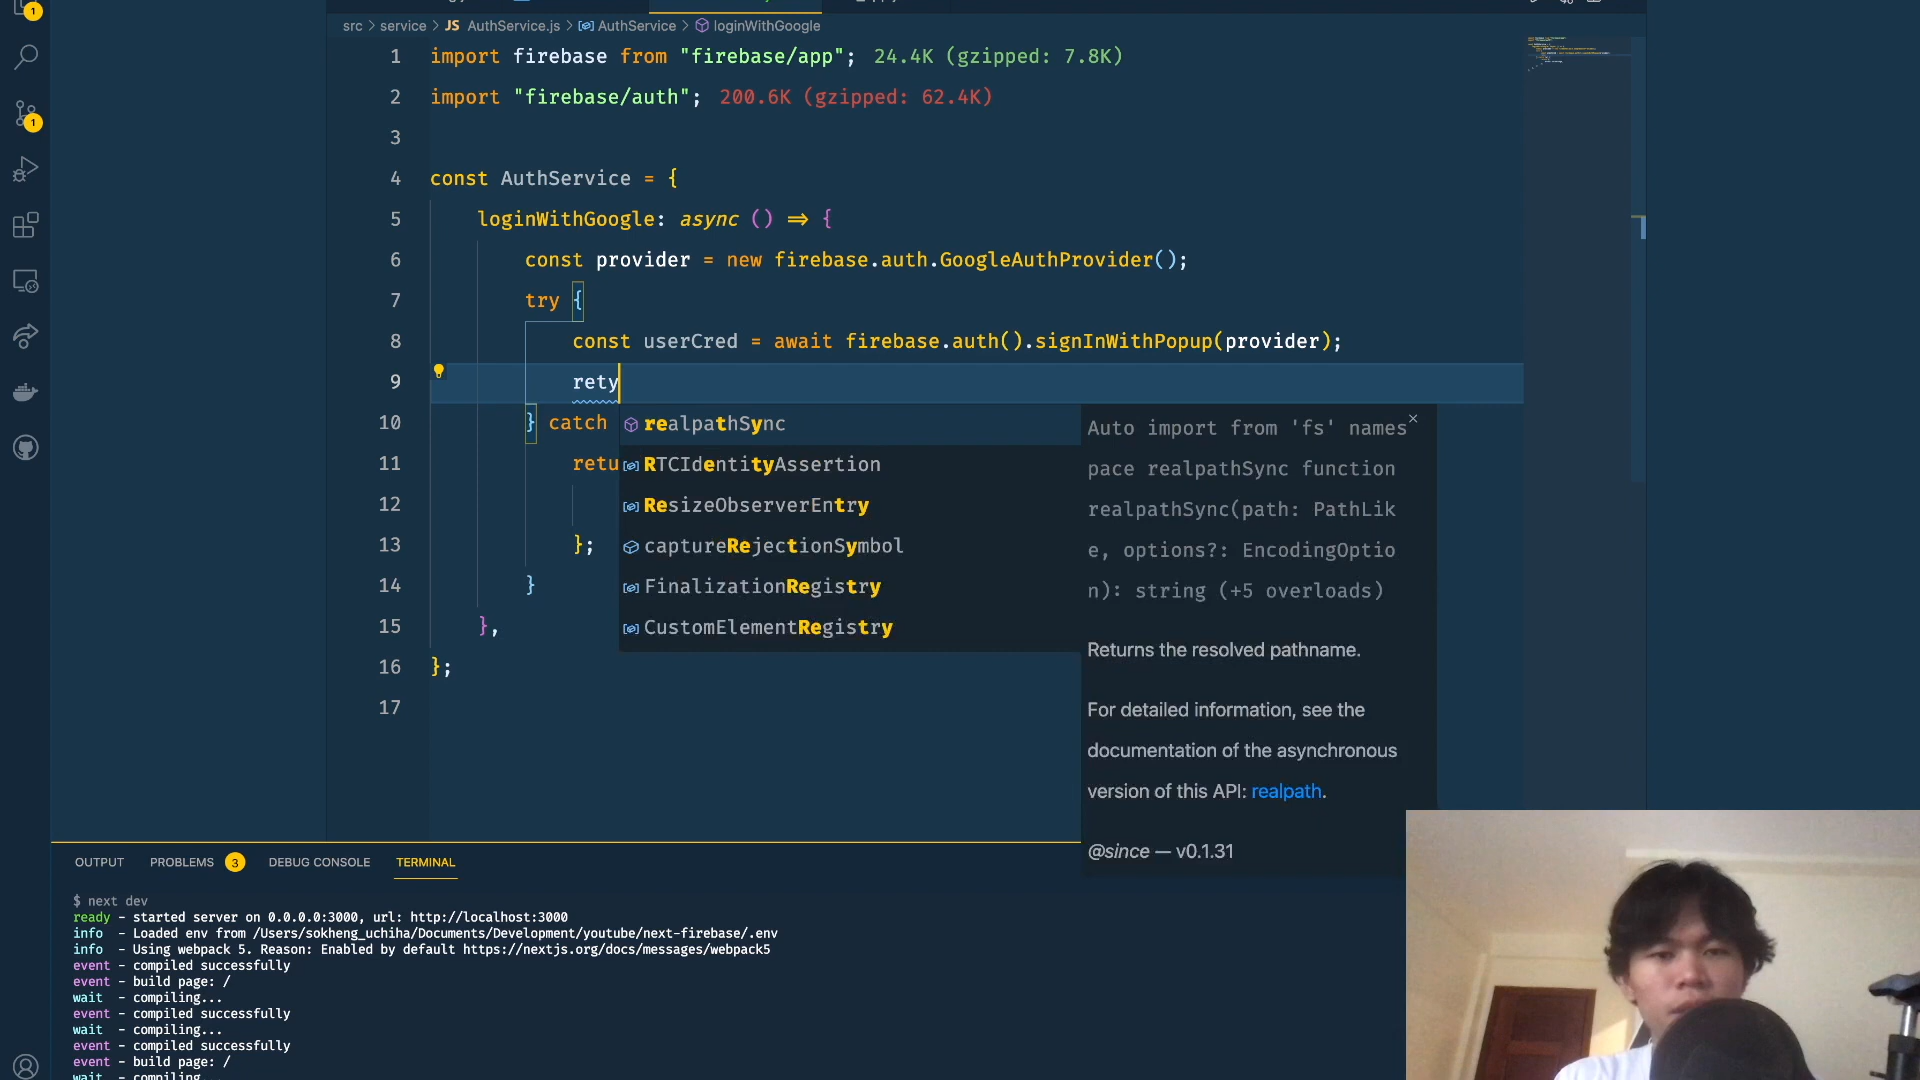 1
1
src > service > JS AuthService.js > AuthService > loginWithGoogle
1 import firebase from "firebase/app"; 24.4K (gzipped: 7.8K)
2 import "firebase/auth"; 200.6K (gzipped: 62.4K)
3
4 const AuthService = {
5 loginWithGoogle: async () => {
6 const provider = new firebase.auth.GoogleAuthProvider();
7 try {
8 const userCred = await firebase.auth().signInWithPopup(provider);
9 rety
10 } catch
11 retu
12
13 };
14 }
15 },
16 };
17
realpathSync
RTCIdentityAssertion
ResizeObserverEntry
captureRejectionSymbol
FinalizationRegistry
CustomElementRegistry
Auto import from 'fs' names
pace realpathSync function
realpathSync(path: PathLik
e, options?: EncodingOptio
n): string (+5 overloads)
Returns the resolved pathname.
For detailed information, see the
documentation of the asynchronous
version of this API: realpath.
@since — v0.1.31
OUTPUT PROBLEMS 3 DEBUG CONSOLE TERMINAL
$ next dev
ready - started server on 0.0.0.0:3000, url: http://localhost:3000
info - Loaded env from /Users/sokheng_uchiha/Documents/Development/youtube/next-firebase/.env
info - Using webpack 5. Reason: Enabled by default https://nextjs.org/docs/messages/webpack5
event - compiled successfully
event - build page: /
wait - compiling...
event - compiled successfully
wait - compiling...
event - compiled successfully
event - build page: /
wait - compiling...